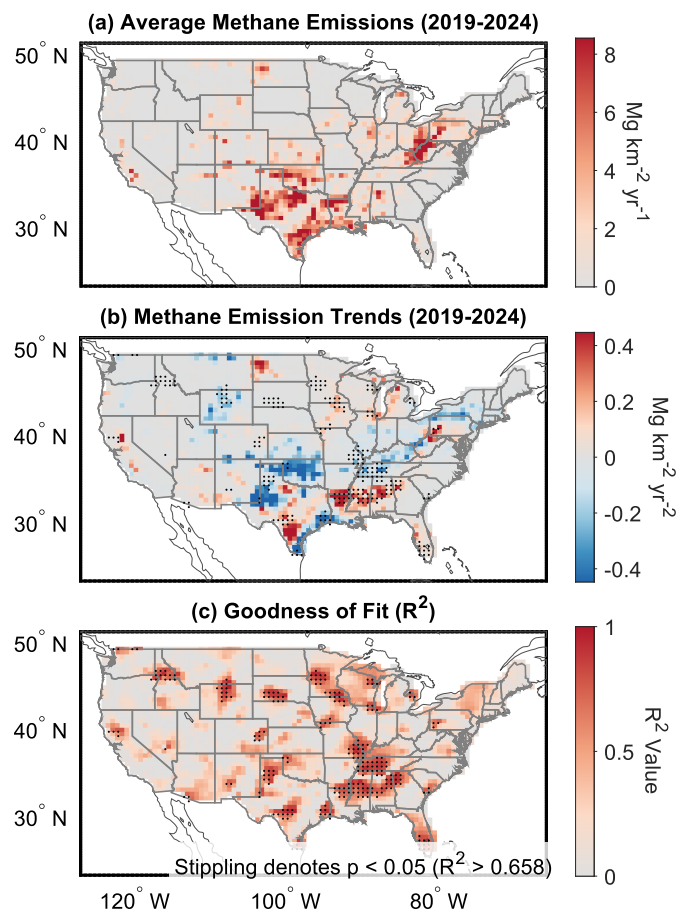 (a) Average Methane Emissions (2019-2024)
50° N
40° N
30° N
8
6
4
2
0
Mg km⁻² yr⁻¹
(b) Methane Emission Trends (2019-2024)
50° N
40° N
30° N
0.4
0.2
0
-0.2
-0.4
Mg km⁻² yr⁻²
(c) Goodness of Fit (R²)
50° N
40° N
30° N
1
0.5
0
R² Value
Stippling denotes p < 0.05 (R² > 0.658)
120° W 100° W 80° W